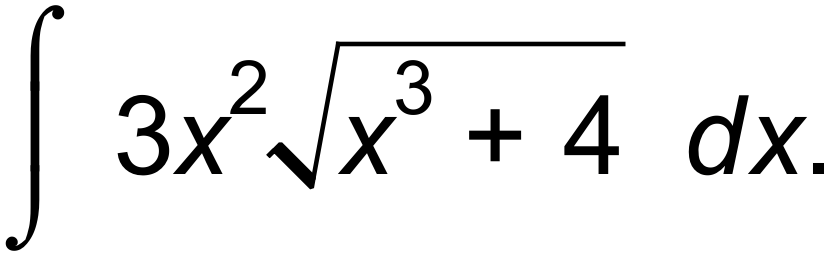 ∫ 3x²√(x³ + 4) dx.